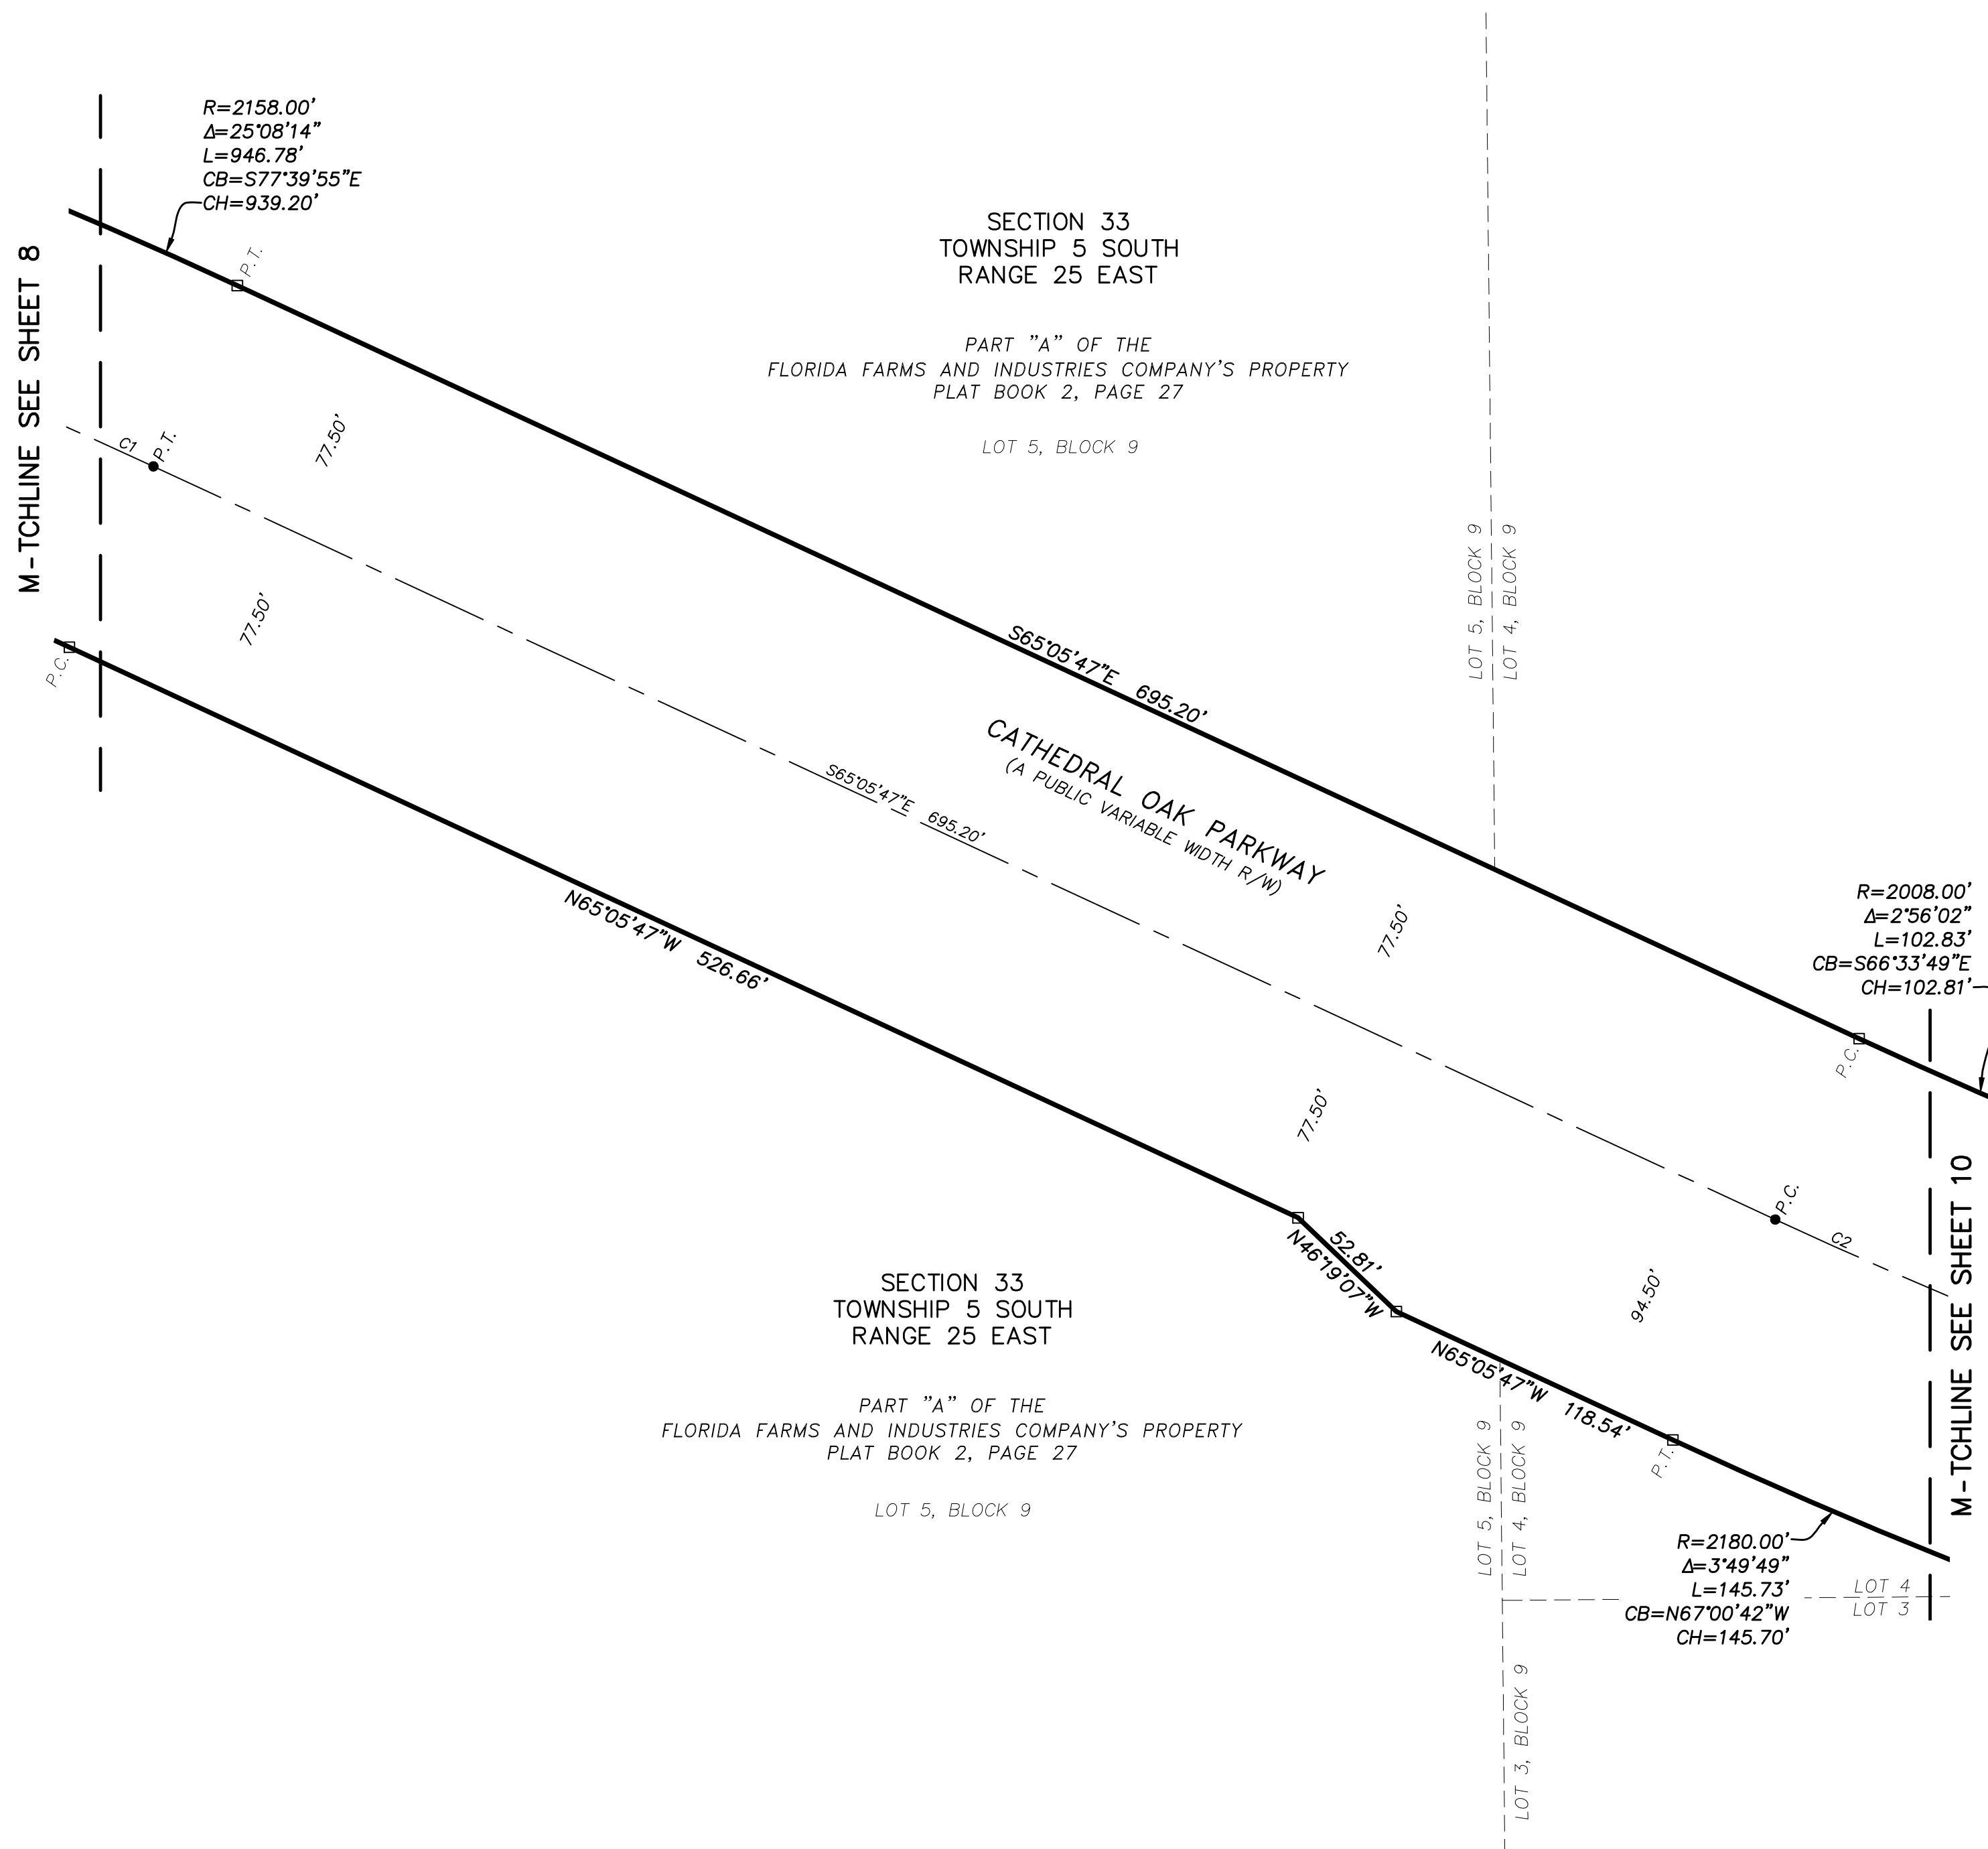 R=2158.00'
Δ=25°08'14"
L=946.78'
CB=S77°39'55"E
CH=939.20'
P.T.
M-TCHLINE SEE SHEET 8
SECTION 33
TOWNSHIP 5 SOUTH
RANGE 25 EAST
PART "A" OF THE
FLORIDA FARMS AND INDUSTRIES COMPANY'S PROPERTY
PLAT BOOK 2, PAGE 27
LOT 5, BLOCK 9
C1
P.T.
77.50'
77.50'
P.C.
LOT 5, BLOCK 9
LOT 4, BLOCK 9
S65°05'47"E 695.20'
CATHEDRAL OAK PARKWAY
(A PUBLIC VARIABLE WIDTH R/W)
S65°05'47"E 695.20'
N65°05'47"W 526.66'
77.50'
77.50'
R=2008.00'
Δ=2°56'02"
L=102.83'
CB=S66°33'49"E
CH=102.81'
P.C.
P.C.
C2
M-TCHLINE SEE SHEET 10
52.81'
N46°19'07"W
94.50'
N65°05'47"W 118.54'
P.T.
SECTION 33
TOWNSHIP 5 SOUTH
RANGE 25 EAST
PART "A" OF THE
FLORIDA FARMS AND INDUSTRIES COMPANY'S PROPERTY
PLAT BOOK 2, PAGE 27
LOT 5, BLOCK 9
LOT 5, BLOCK 9
LOT 4, BLOCK 9
R=2180.00'
Δ=3°49'49"
L=145.73'
CB=N67°00'42"W
CH=145.70'
LOT 4
LOT 3
LOT 3, BLOCK 9